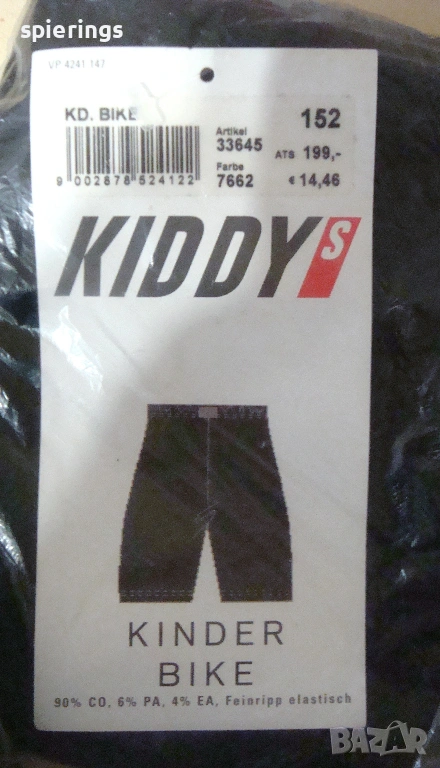 spierings
VP 4241 147
KD. BIKE
9 002878 524122
Artikel
33645
Farbe
7662
152
ATS 199,-
€ 14,46
KIDDYS
KINDER
BIKE
90% CO, 6% PA, 4% EA, Feinripp elastisch
BAZAR